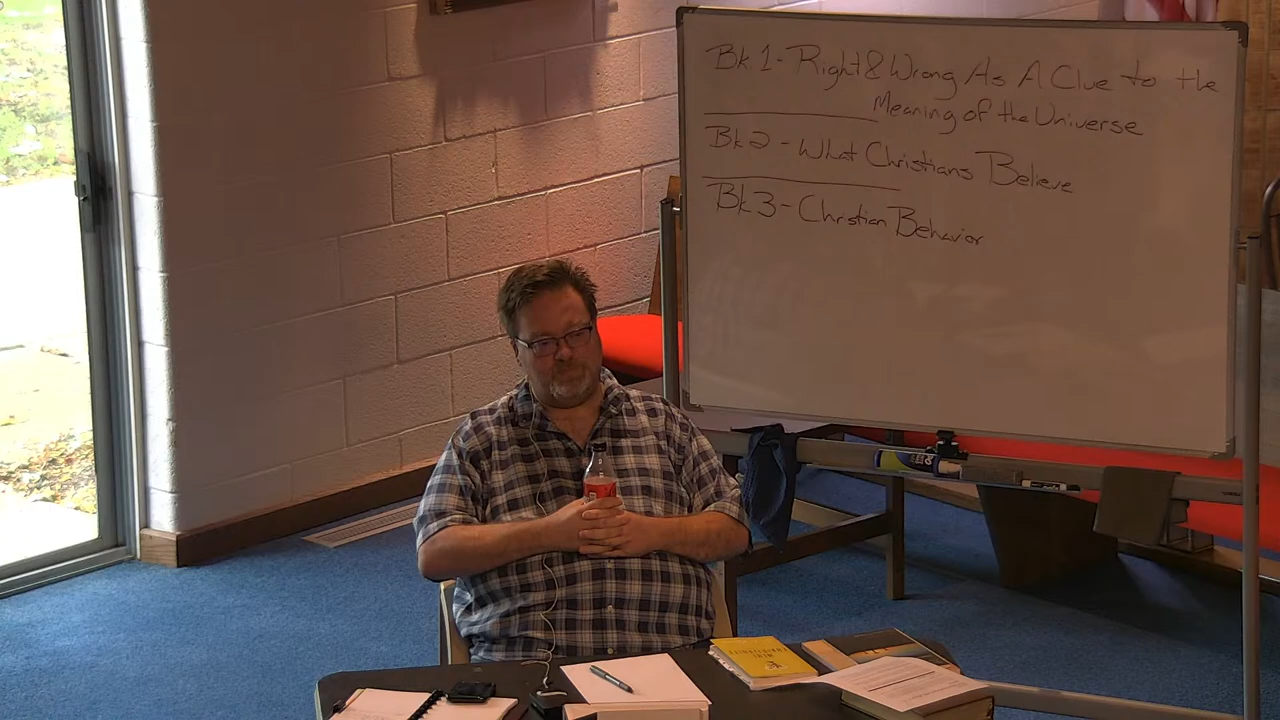 Bk 1 - Right & Wrong As A Clue to the
Meaning of the Universe
Bk 2 - What Christians Believe
Bk 3 - Christian Behavior